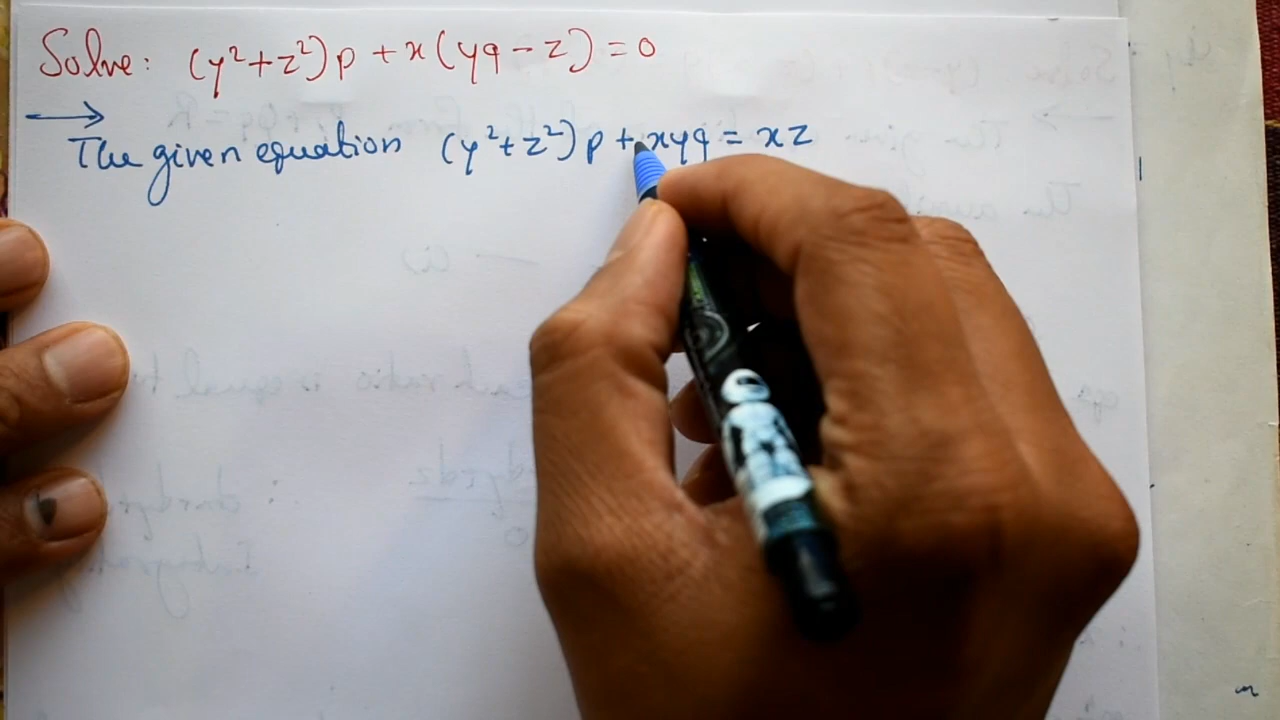 Solve: (y²+z²)p + x(yq - z) = 0
The given equation (y²+z²)p + xyq = xz